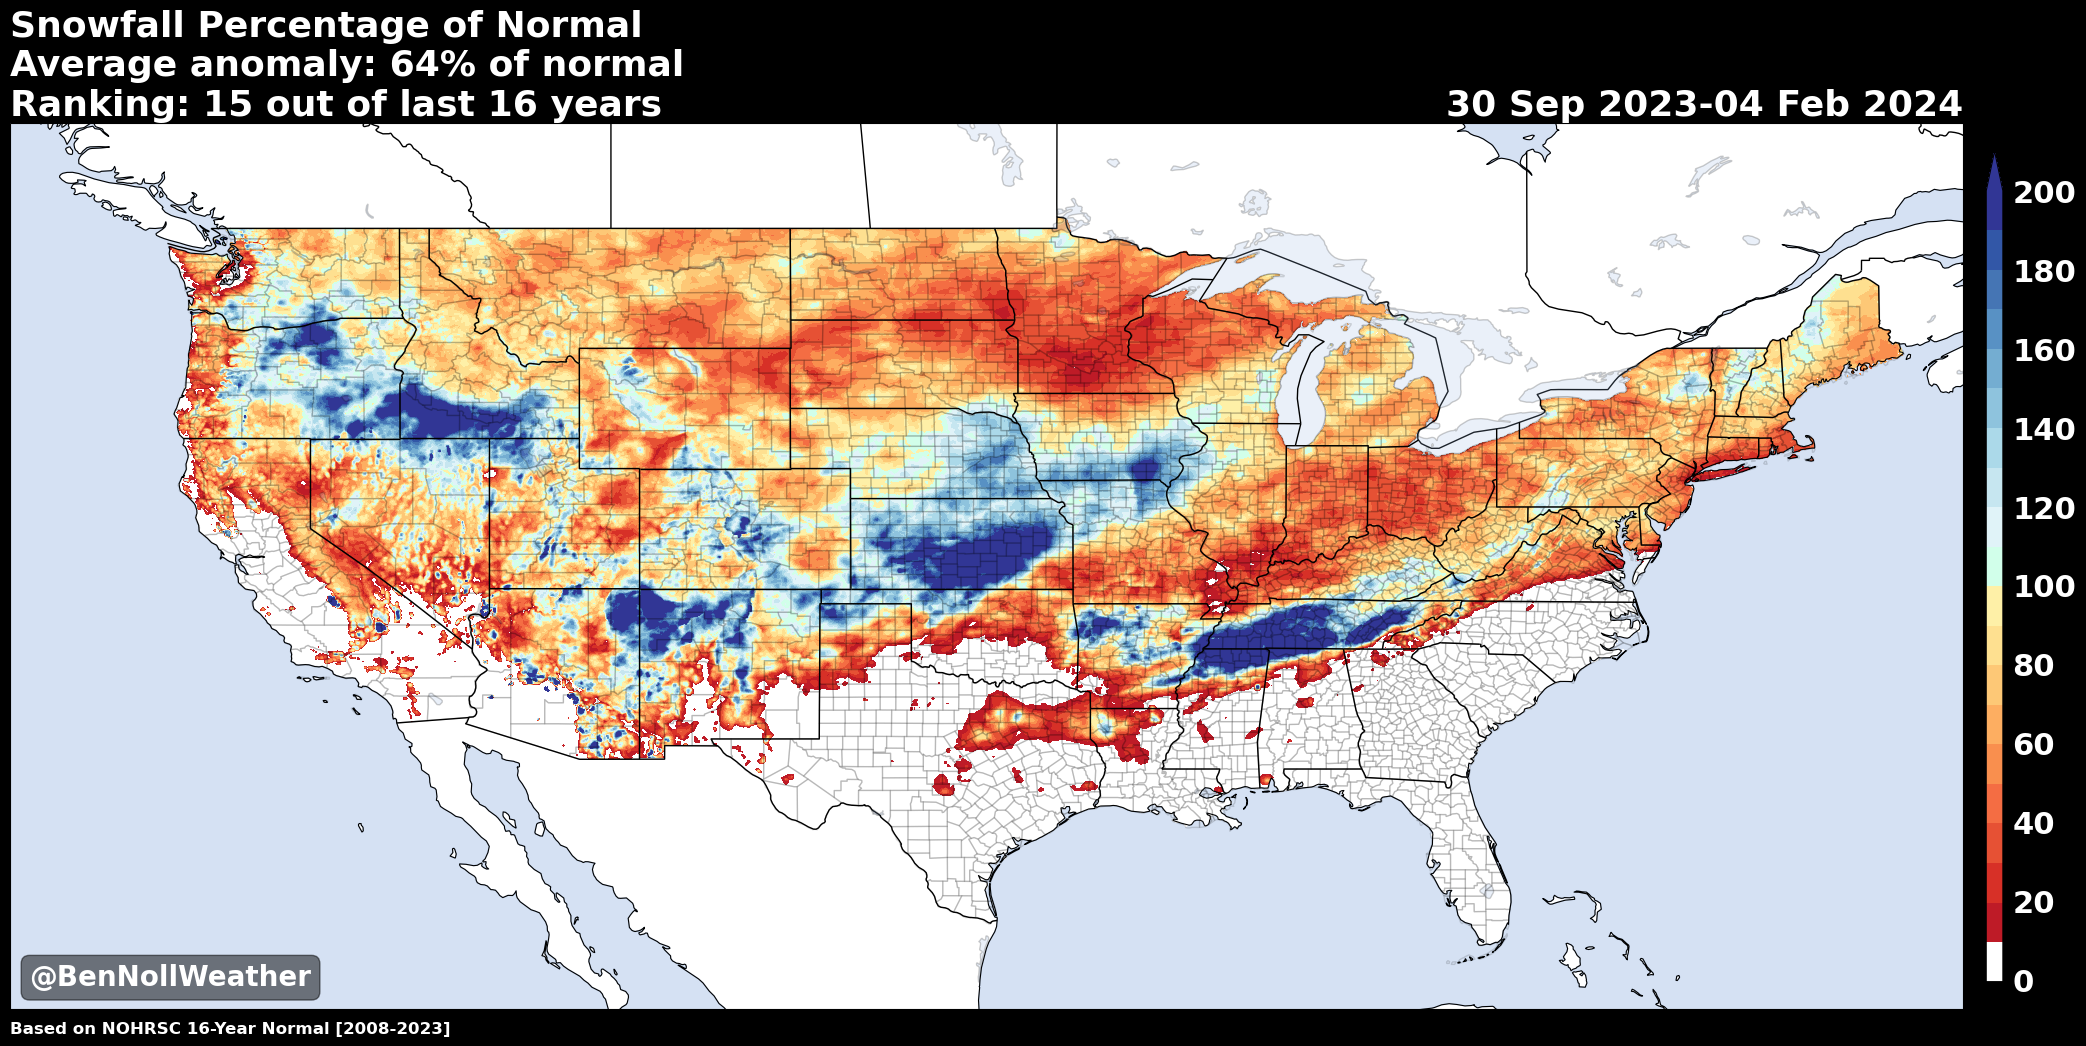 Snowfall Percentage of Normal
Average anomaly: 64% of normal
Ranking: 15 out of last 16 years
30 Sep 2023-04 Feb 2024
200
180
160
140
120
100
80
60
40
20
0
@BenNollWeather
Based on NOHRSC 16-Year Normal [2008-2023]